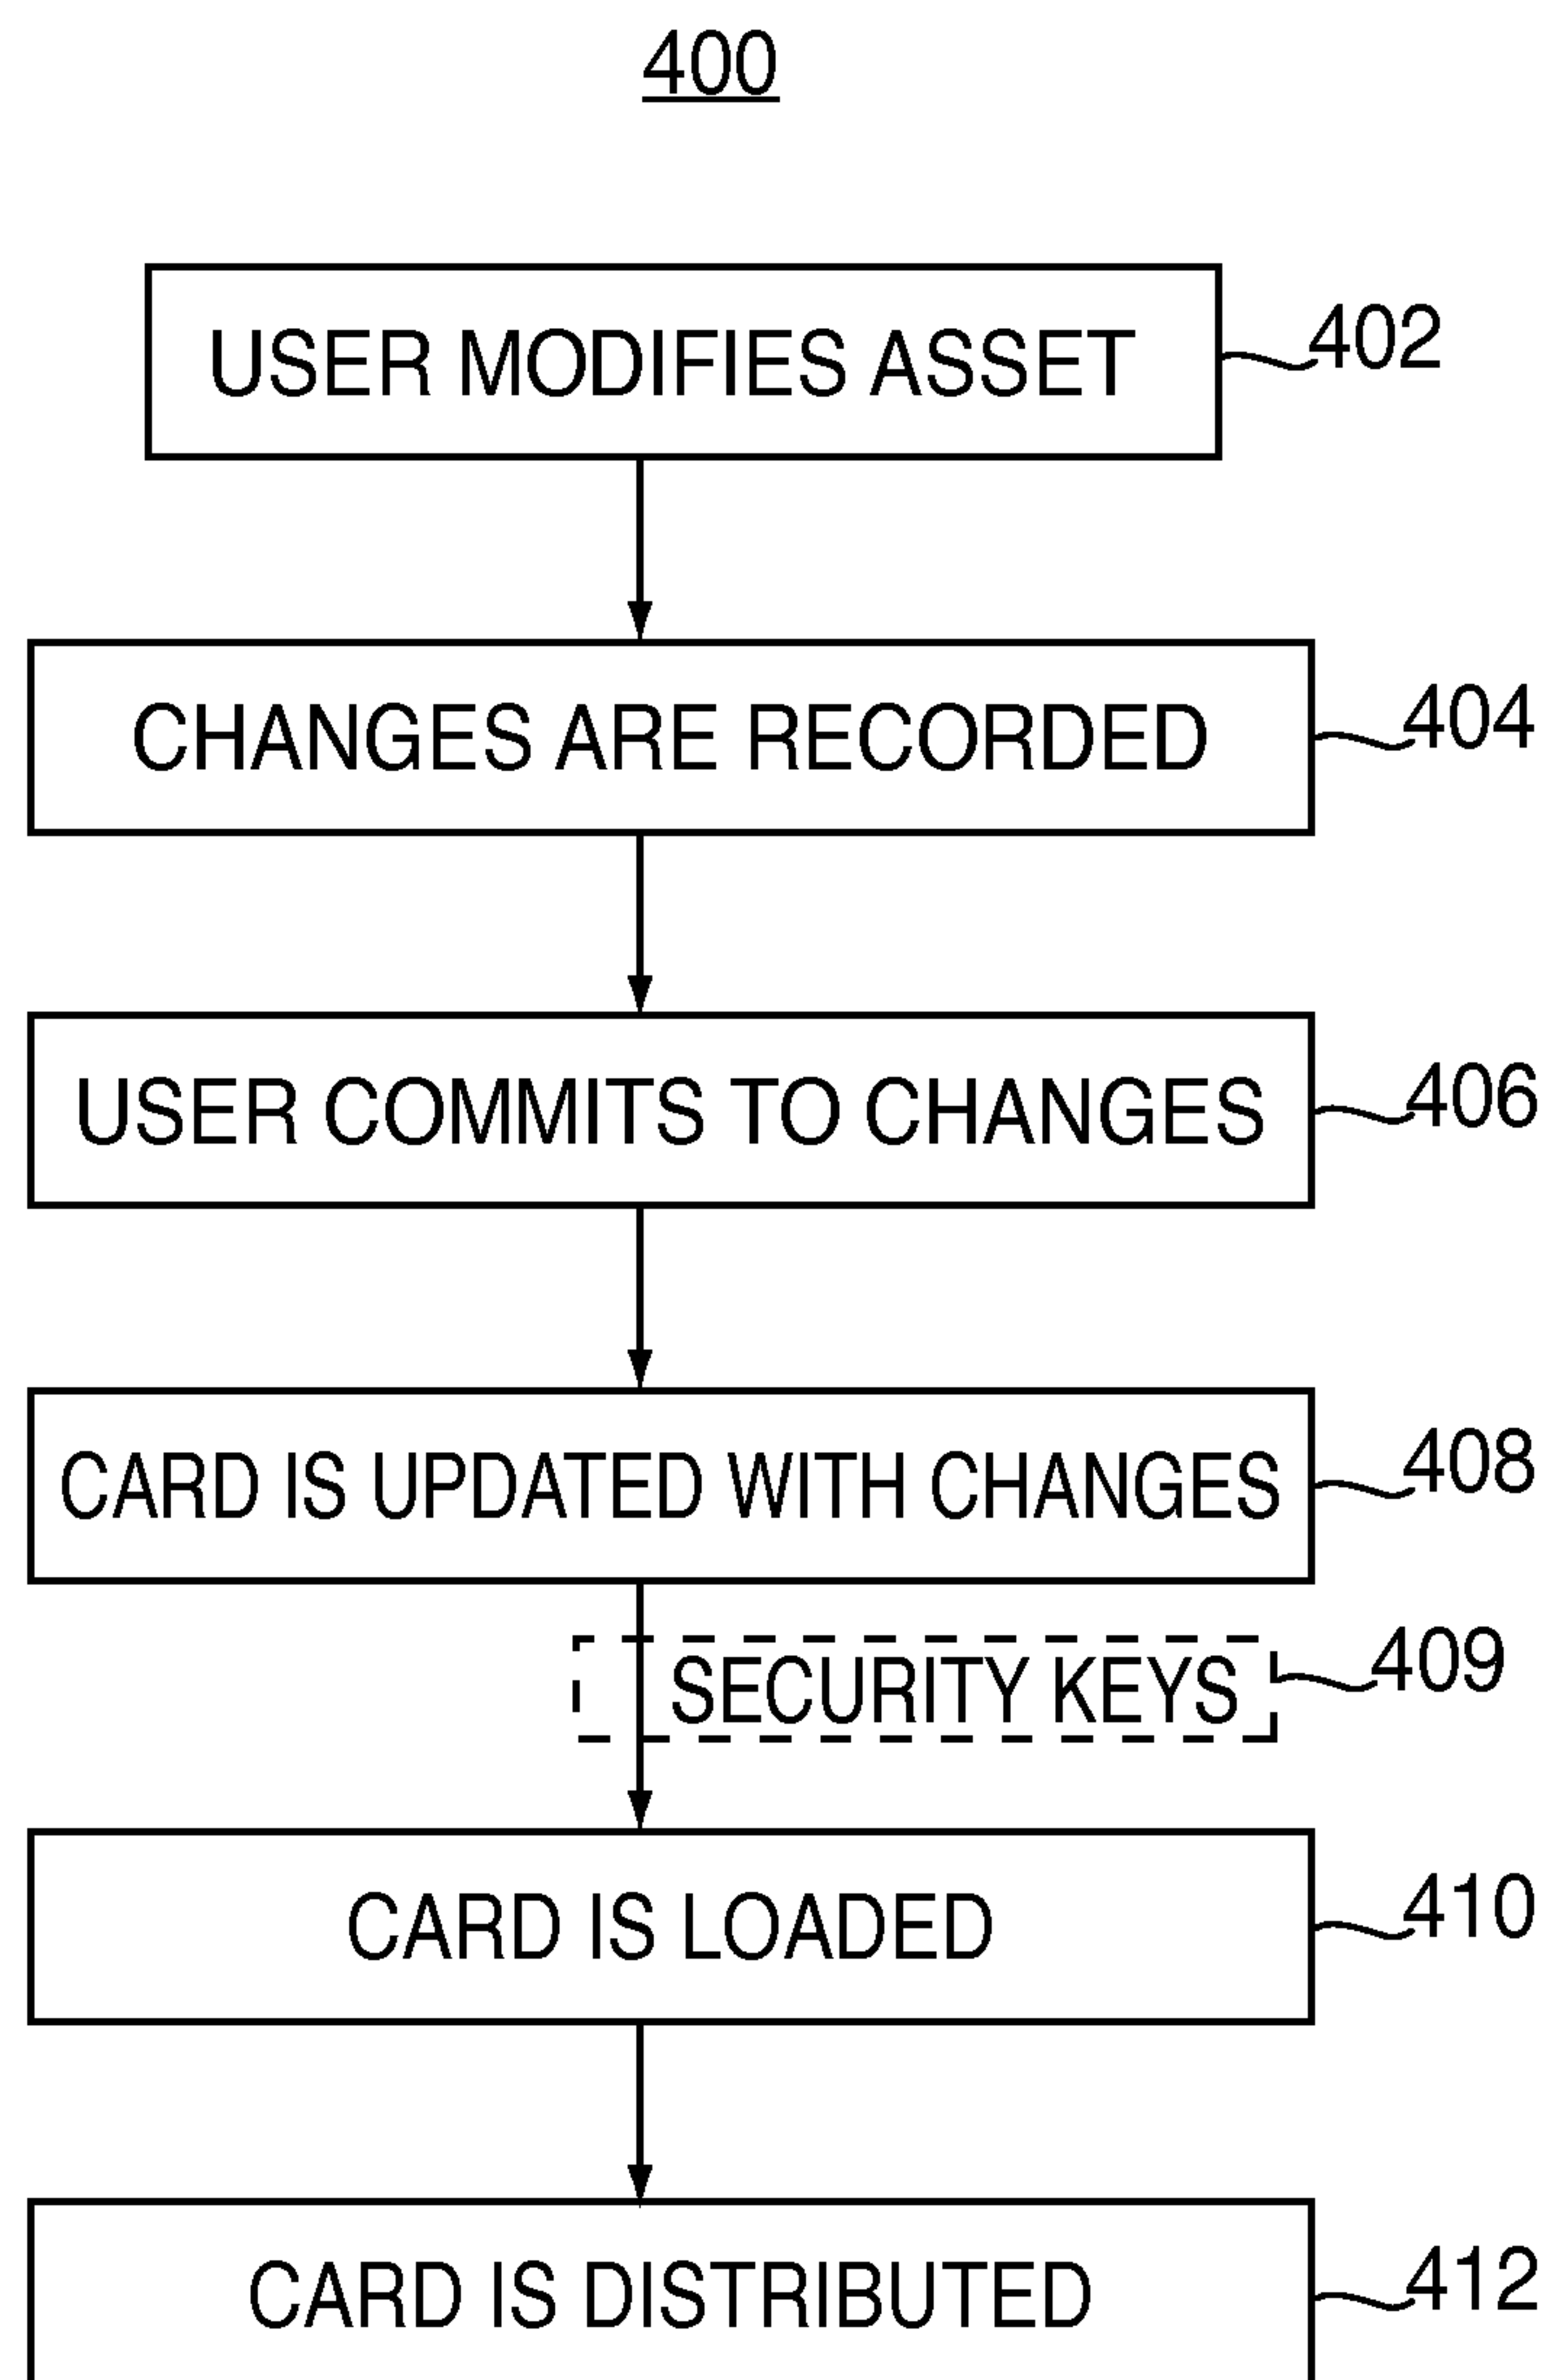 400
USER MODIFIES ASSET
402
CHANGES ARE RECORDED
404
USER COMMITS TO CHANGES
406
CARD IS UPDATED WITH CHANGES
408
SECURITY KEYS
409
CARD IS LOADED
410
CARD IS DISTRIBUTED
412